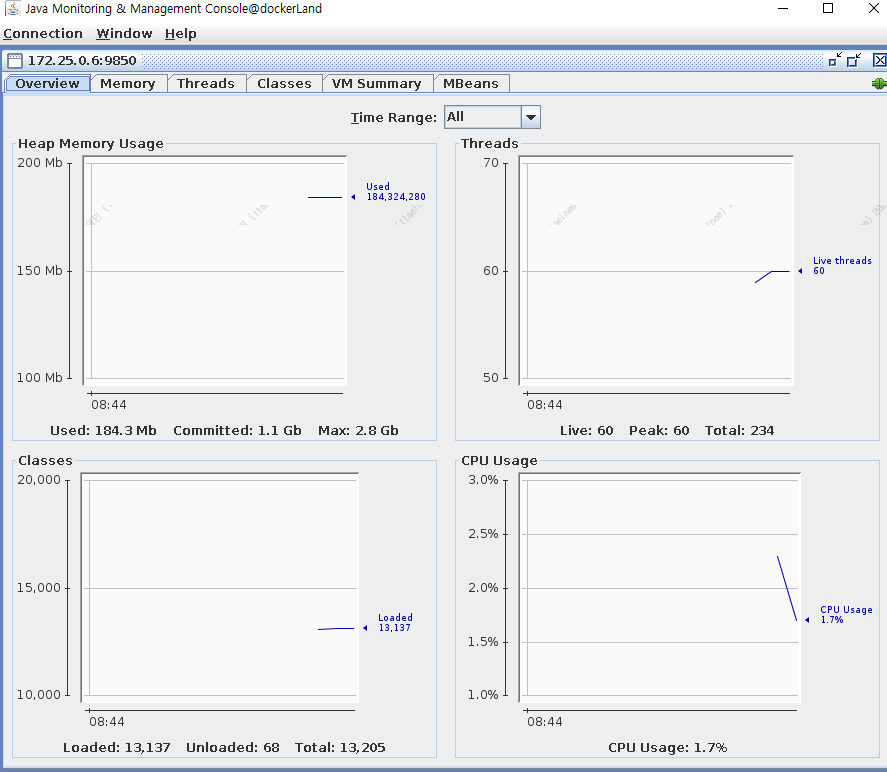 Java Monitoring & Management Console@dockerLand
Connection Window Help
172.25.0.6:9850
Overview Memory Threads Classes VM Summary MBeans
Time Range: All
Heap Memory Usage
200 Mb
150 Mb
100 Mb
Used
184,324,280
08:44
Used: 184.3 Mb Committed: 1.1 Gb Max: 2.8 Gb
Threads
70
60
50
Live threads
60
08:44
Live: 60 Peak: 60 Total: 234
Classes
20,000
15,000
10,000
Loaded
13,137
08:44
Loaded: 13,137 Unloaded: 68 Total: 13,205
CPU Usage
3.0%
2.5%
2.0%
1.5%
1.0%
CPU Usage
1.7%
08:44
CPU Usage: 1.7%